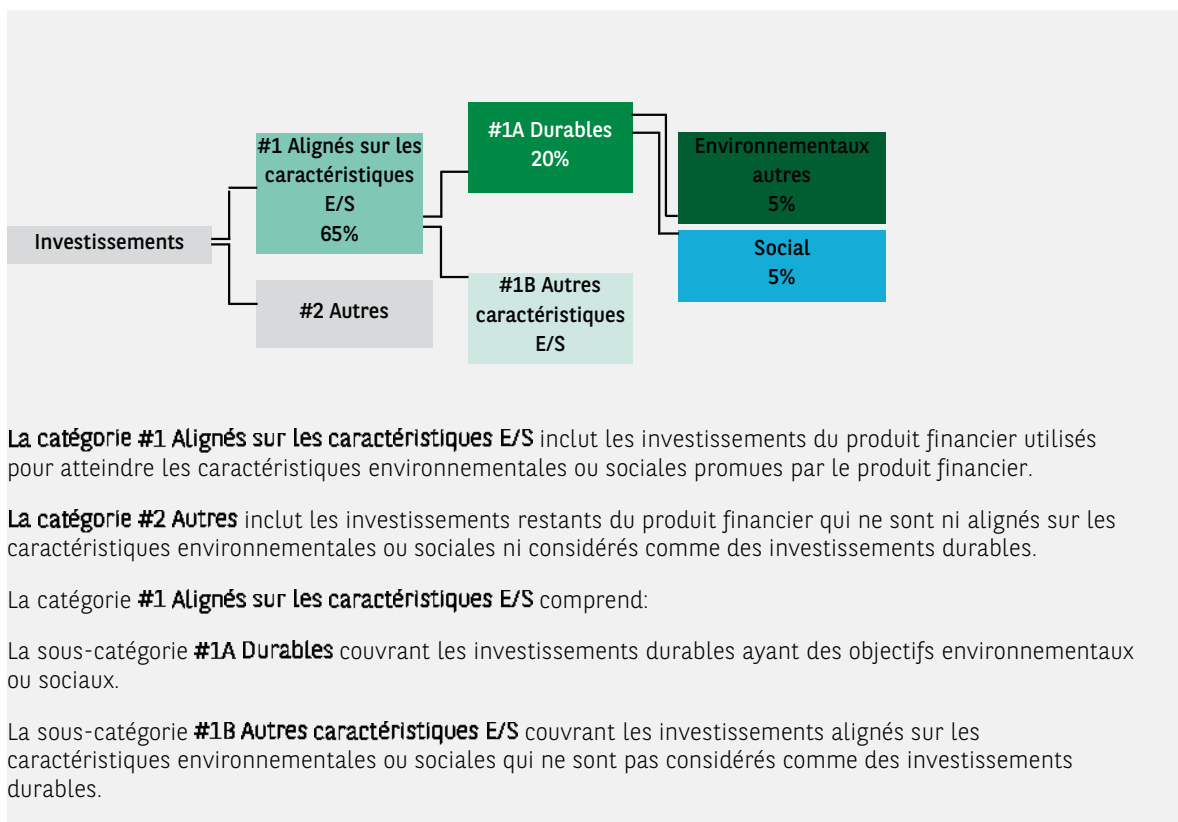 #1A Durables
20%
#1 Alignés sur les
caractéristiques
E/S
65%
Environnementaux
autres
5%
Investissements
Social
5%
#2 Autres
#1B Autres
caractéristiques
E/S
La catégorie #1 Alignés sur les caractéristiques E/S inclut les investissements du produit financier utilisés
pour atteindre les caractéristiques environnementales ou sociales promues par le produit financier.
La catégorie #2 Autres inclut les investissements restants du produit financier qui ne sont ni alignés sur les
caractéristiques environnementales ou sociales ni considérés comme des investissements durables.
La catégorie #1 Alignés sur les caractéristiques E/S comprend:
La sous-catégorie #1A Durables couvrant les investissements durables ayant des objectifs environnementaux
ou sociaux.
La sous-catégorie #1B Autres caractéristiques E/S couvrant les investissements alignés sur les
caractéristiques environnementales ou sociales qui ne sont pas considérés comme des investissements
durables.